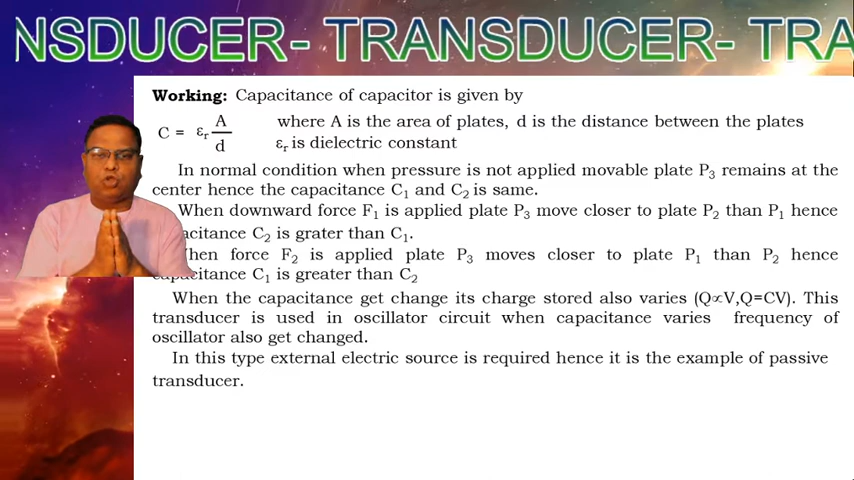 NSDUCER- TRANSDUCER- TRA
Working: Capacitance of capacitor is given by
C = εr A/d where A is the area of plates, d is the distance between the plates
εr is dielectric constant
In normal condition when pressure is not applied movable plate P3 remains at the
center hence the capacitance C1 and C2 is same.
When downward force F1 is applied plate P3 move closer to plate P2 than P1 hence
acitance C2 is grater than C1.
hen force F2 is applied plate P3 moves closer to plate P1 than P2 hence
capacitance C1 is greater than C2
When the capacitance get change its charge stored also varies (Q∝V,Q=CV). This
transducer is used in oscillator circuit when capacitance varies frequency of
oscillator also get changed.
In this type external electric source is required hence it is the example of passive
transducer.